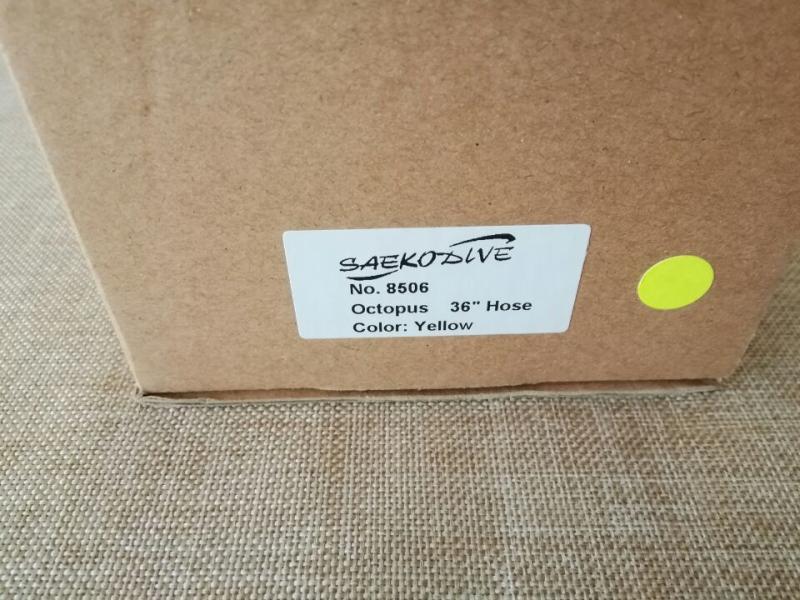 SAEKODIVE
No. 8506
Octopus 36" Hose
Color: Yellow